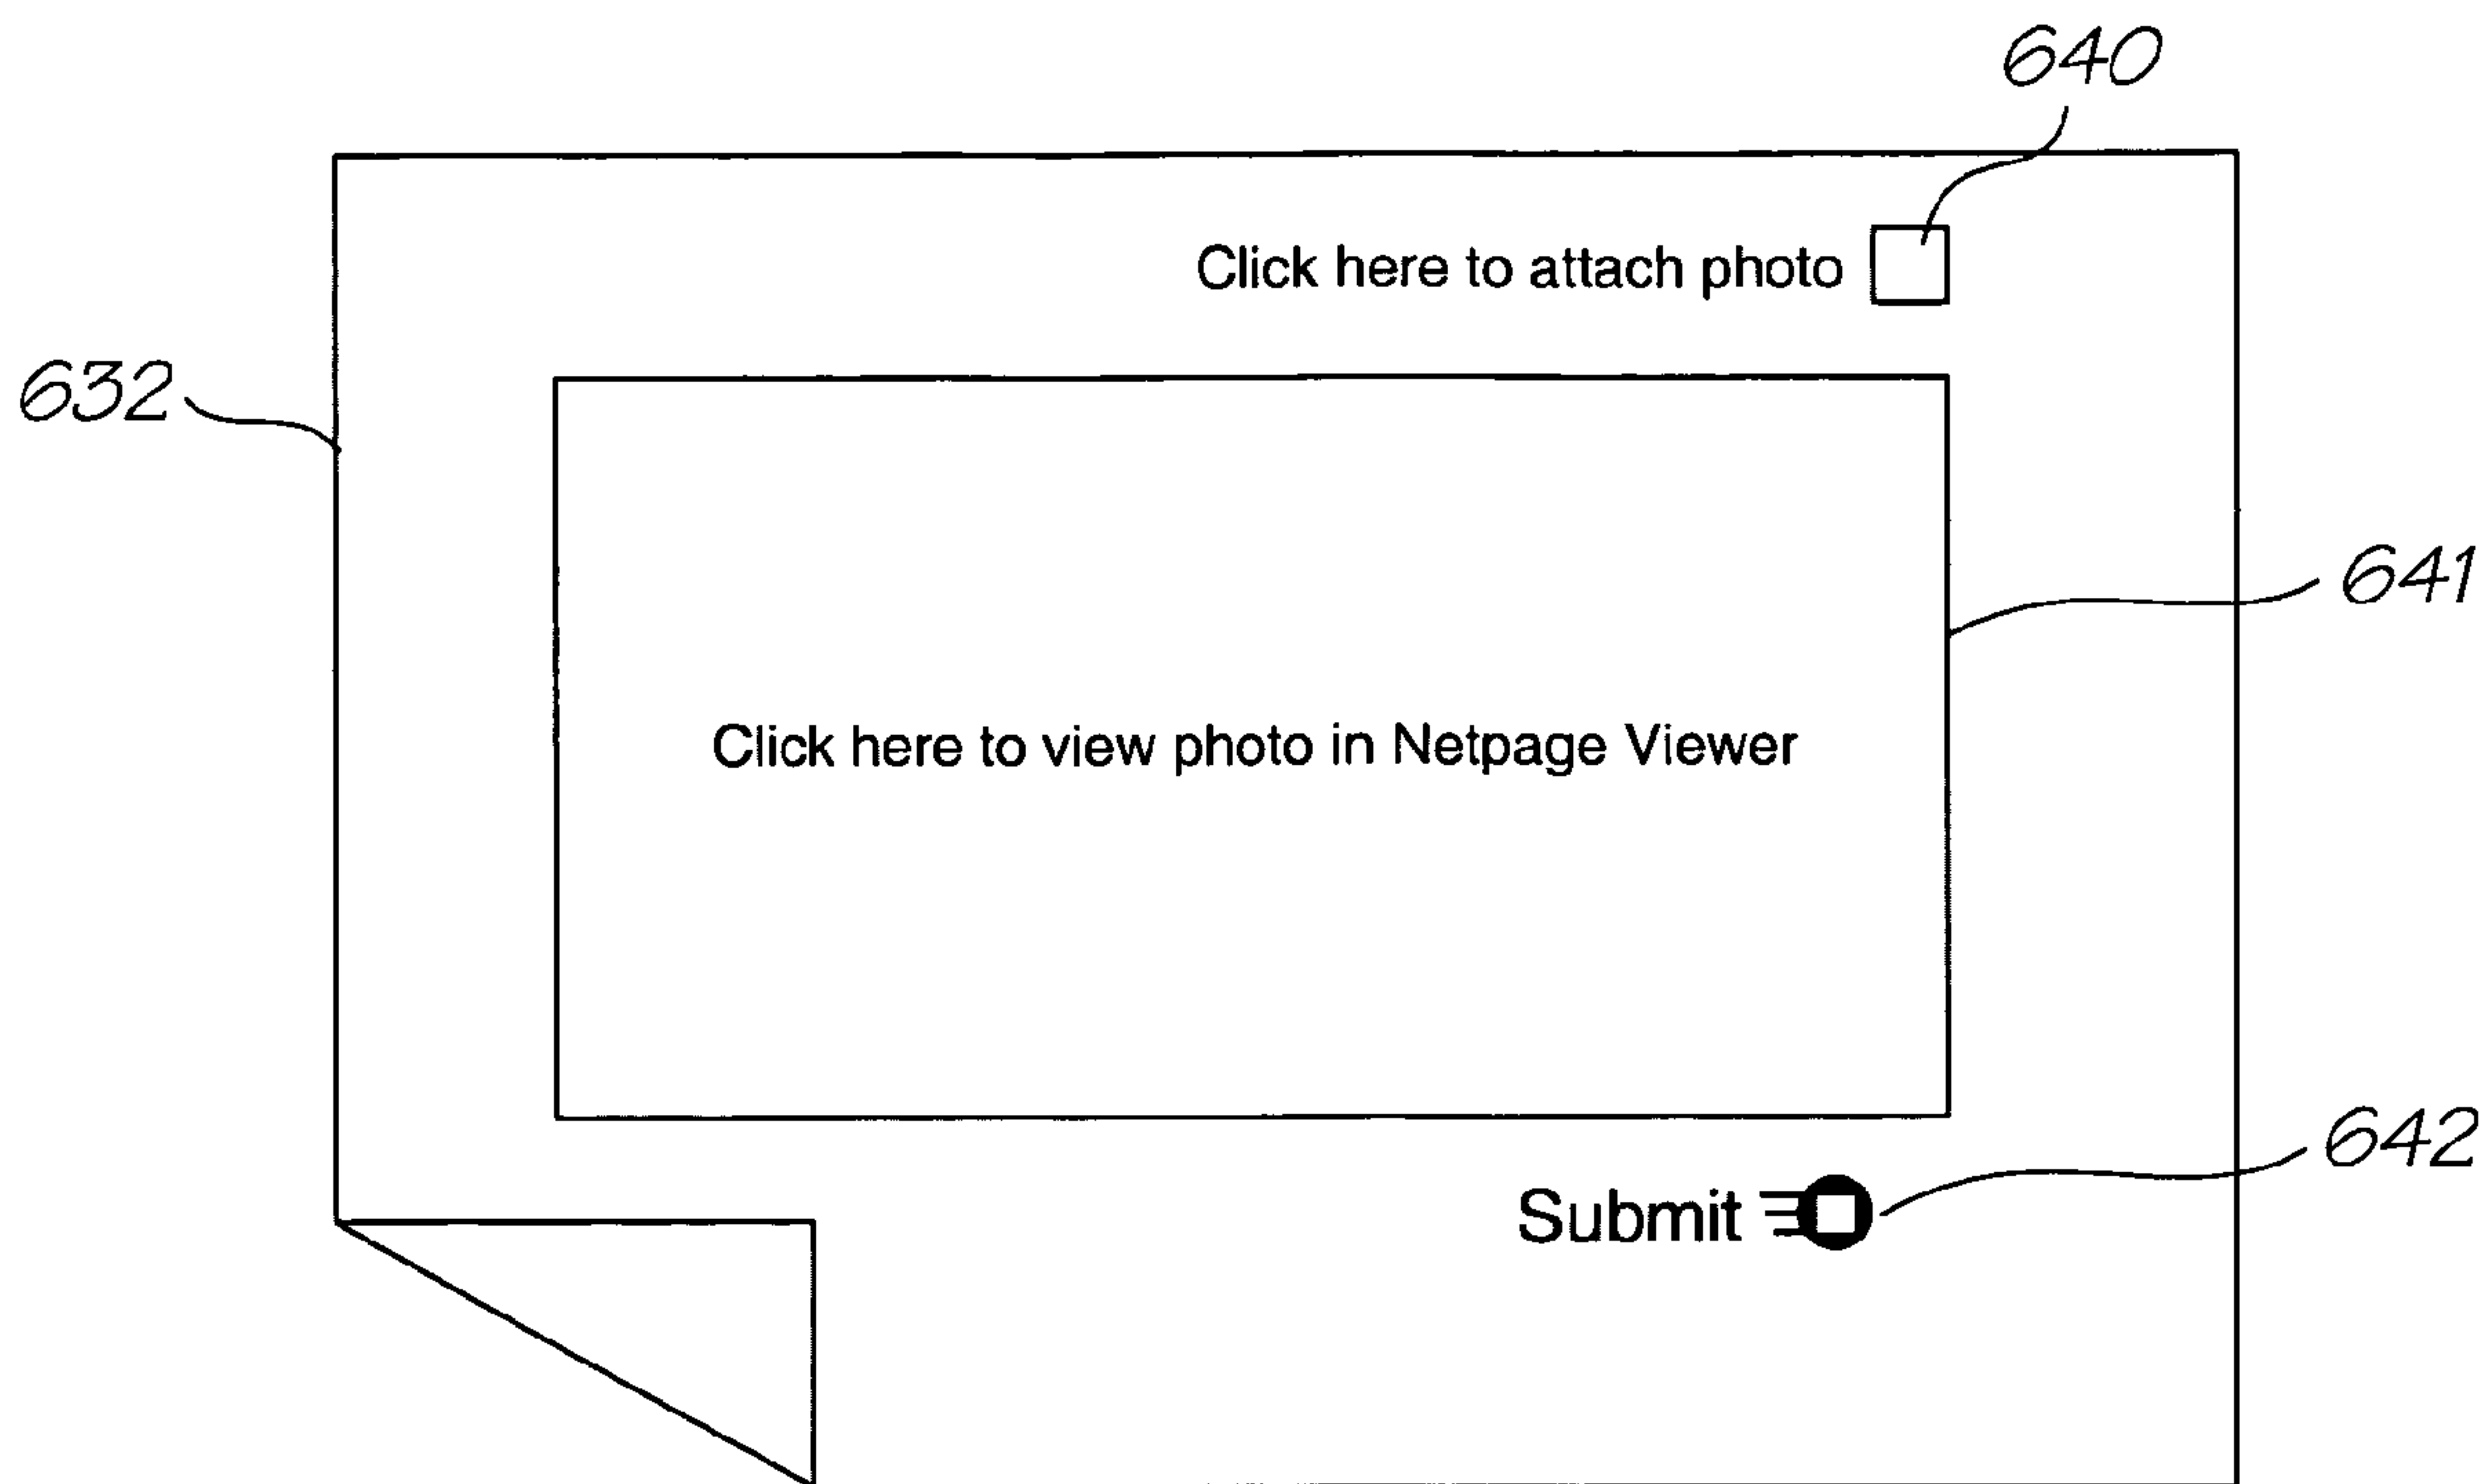 640
Click here to attach photo
632
641
Click here to view photo in Netpage Viewer
642
Submit